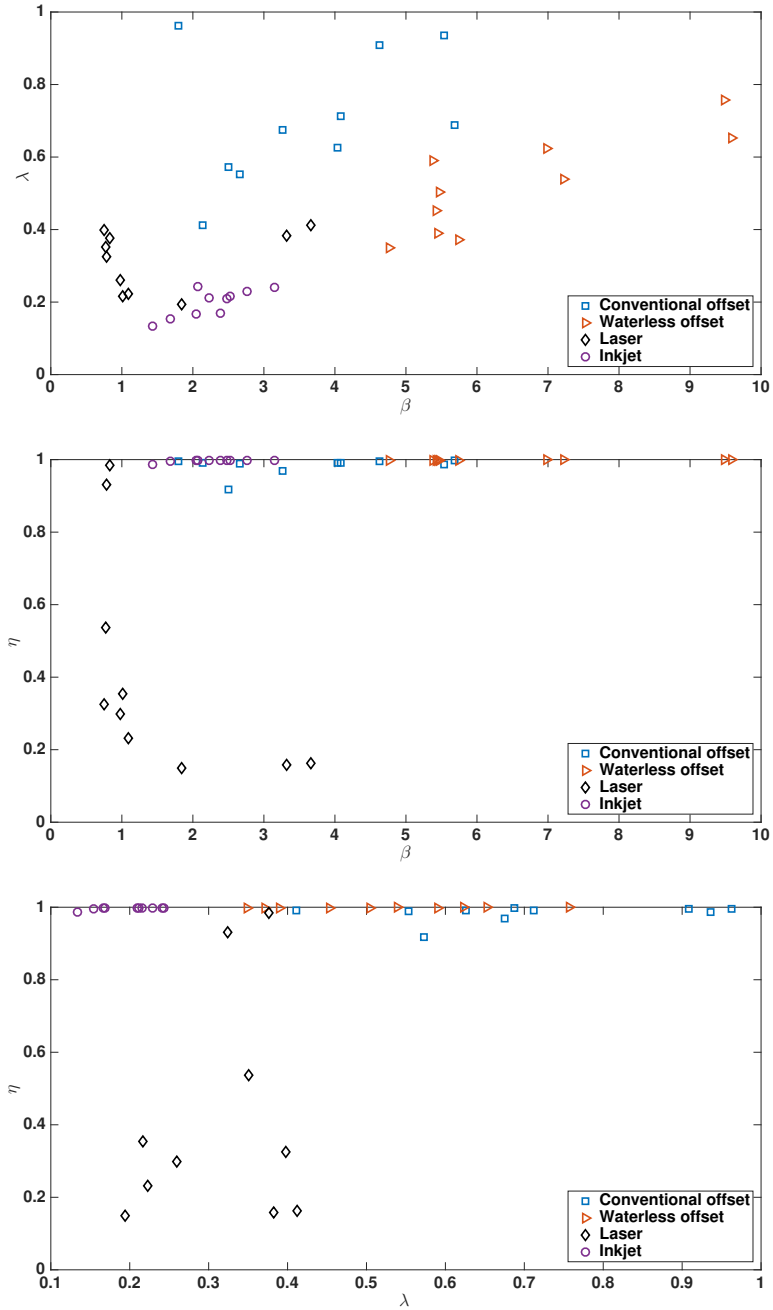 1
0.8
0.6
λ
0.4
0.2
0
0 1 2 3 4 5 6 7 8 9 10
β
Conventional offset
Waterless offset
Laser
Inkjet
1
0.8
0.6
η
0.4
0.2
0
0 1 2 3 4 5 6 7 8 9 10
β
Conventional offset
Waterless offset
Laser
Inkjet
1
0.8
0.6
η
0.4
0.2
0
0.1 0.2 0.3 0.4 0.5 0.6 0.7 0.8 0.9 1
λ
Conventional offset
Waterless offset
Laser
Inkjet